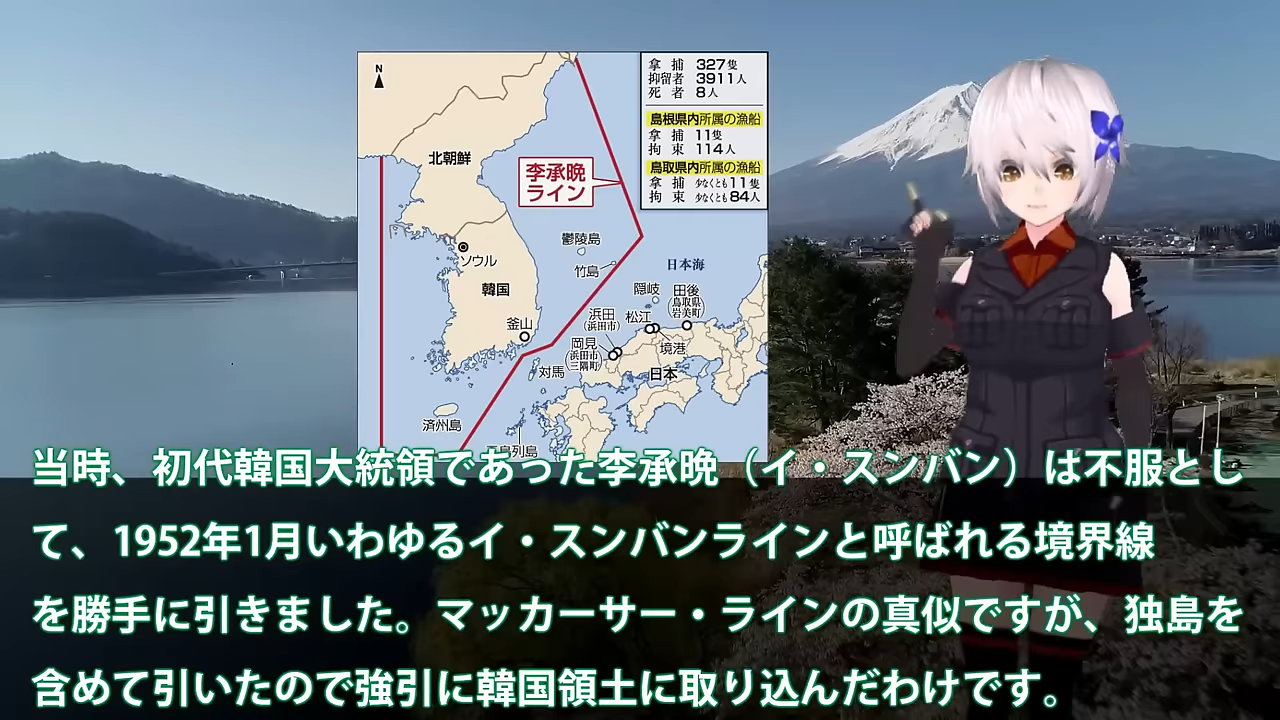 N
拿捕 327隻
抑留者 3911人
死者 8人
島根県内所属の漁船
拿捕 11隻
拘束 114人
鳥取県内所属の漁船
拿捕 少なくとも11隻
拘束 少なくとも84人
北朝鮮
李承晩
ライン
鬱陵島
ソウル
竹島
日本海
韓国
隠岐
田後
(鳥取県
岩美町)
釜山
浜田
(浜田市)
松江
岡見
(浜田市
三隅町)
境港
対馬
日本
済州島
列島
当時、初代韓国大統領であった李承晩（イ・スンバン）は不服とし
て、1952年1月いわゆるイ・スンバンラインと呼ばれる境界線
を勝手に引きました。マッカーサー・ラインの真似ですが、独島を
含めて引いたので強引に韓国領土に取り込んだわけです。